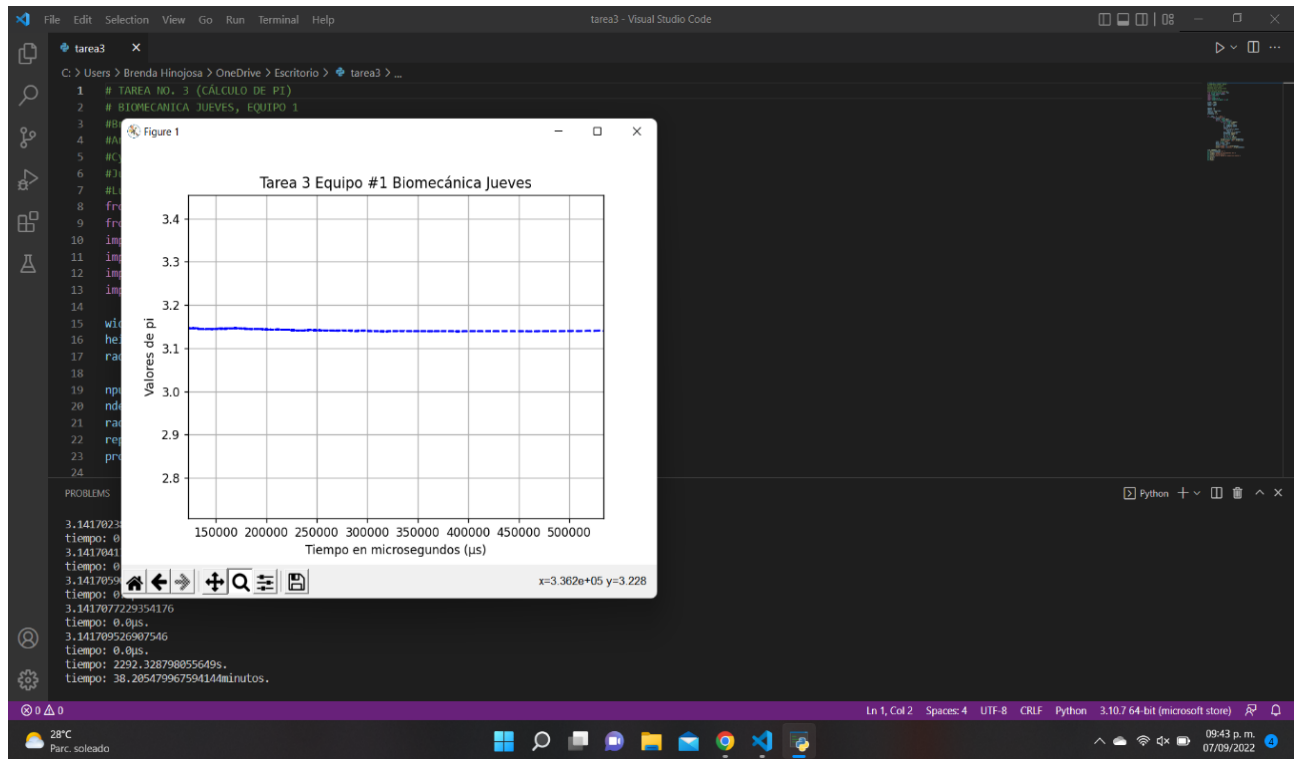 File Edit Selection View Go Run Terminal Help
tarea3 - Visual Studio Code
tarea3
C: > Users > Brenda Hinojosa > OneDrive > Escritorio > tarea3 > ...
1 # TAREA NO. 3 (CÁLCULO DE PI)
2 # BIOMECANICA JUEVES, EQUIPO 1
3
4
5
6
7
8
9
10
11
12
13
14
15
16
17
18
19
20
21
22
23
24
Figure 1
Tarea 3 Equipo #1 Biomecánica Jueves
3.4
3.3
3.2
3.1
3.0
2.9
2.8
Valores de pi
150000 200000 250000 300000 350000 400000 450000 500000
Tiempo en microsegundos (µs)
x=3.362e+05 y=3.228
PROBLEMS
Python
tiempo:
tiempo:
tiempo:
3.1417077229354176
tiempo: 0.0µs.
3.141709526907546
tiempo: 0.0µs.
tiempo: 2292.328798055649s.
tiempo: 38.205479967594144minutos.
0 0
Ln 1, Col 2 Spaces: 4 UTF-8 CRLF Python 3.10.7 64-bit (microsoft store)
28°C
Parc. soleado
09:43 p. m.
07/09/2022
4